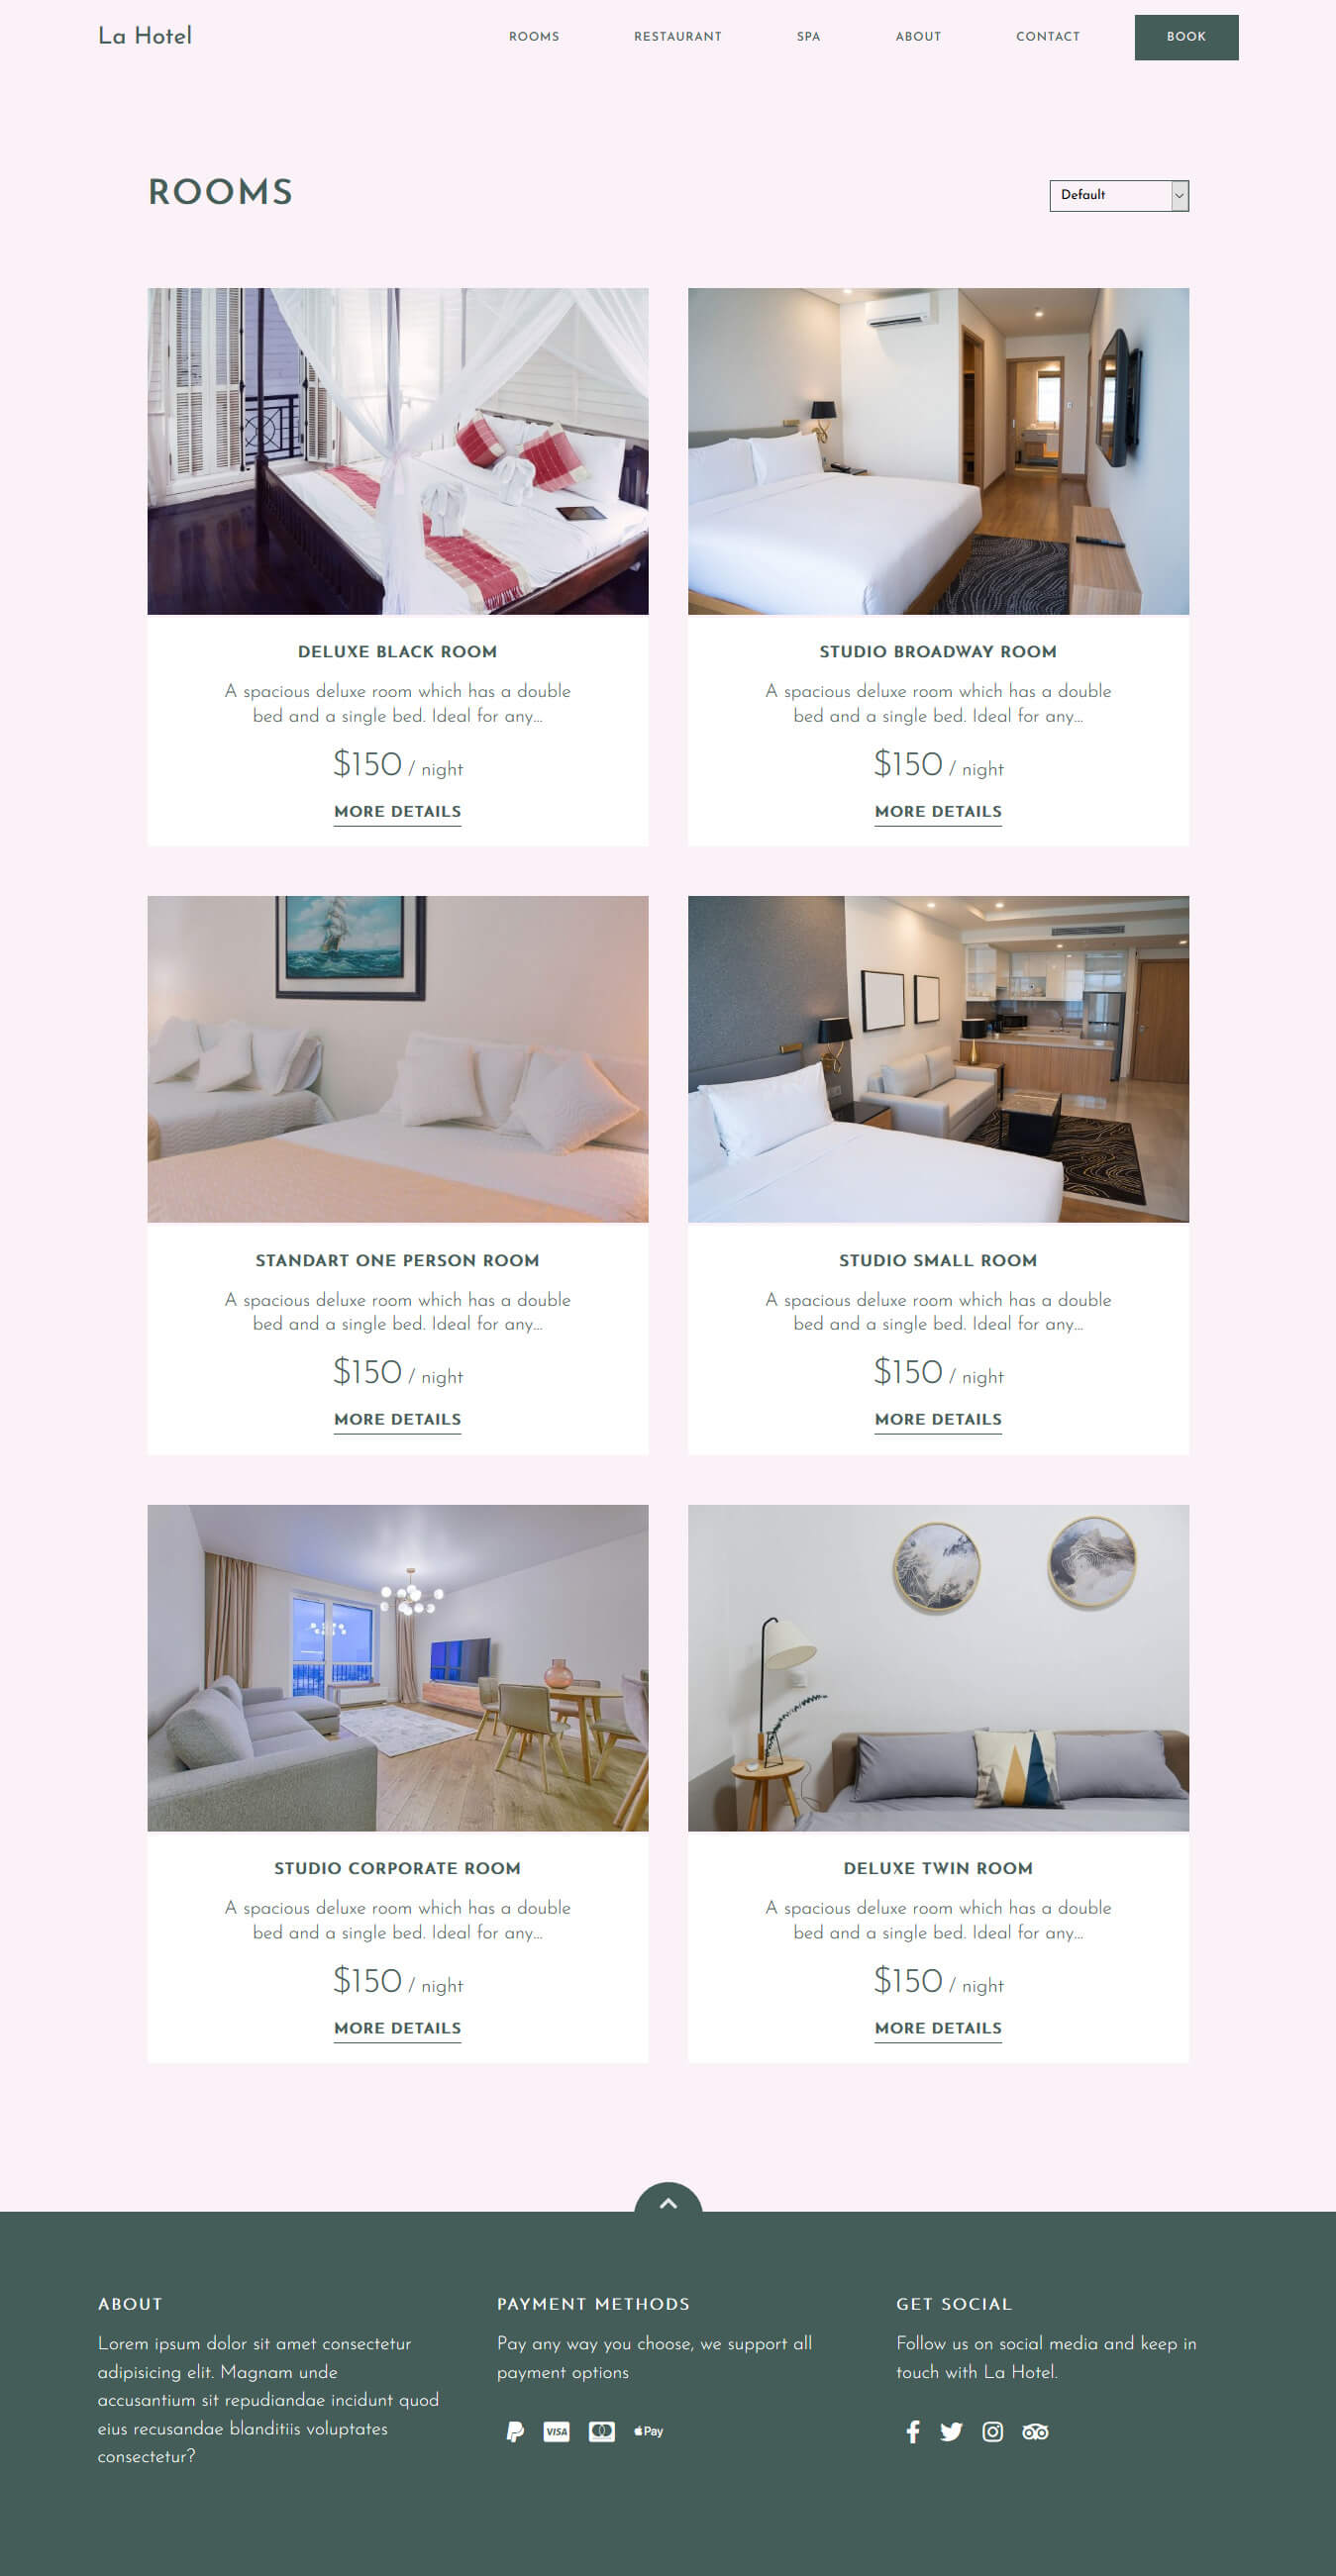 La Hotel
ROOMS
RESTAURANT
SPA
ABOUT
CONTACT
BOOK
ROOMS
Default
DELUXE BLACK ROOM
A spacious deluxe room which has a double
bed and a single bed. Ideal for any...
$150 / night
MORE DETAILS
STUDIO BROADWAY ROOM
A spacious deluxe room which has a double
bed and a single bed. Ideal for any...
$150 / night
MORE DETAILS
STANDART ONE PERSON ROOM
A spacious deluxe room which has a double
bed and a single bed. Ideal for any...
$150 / night
MORE DETAILS
STUDIO SMALL ROOM
A spacious deluxe room which has a double
bed and a single bed. Ideal for any...
$150 / night
MORE DETAILS
STUDIO CORPORATE ROOM
A spacious deluxe room which has a double
bed and a single bed. Ideal for any...
$150 / night
MORE DETAILS
DELUXE TWIN ROOM
A spacious deluxe room which has a double
bed and a single bed. Ideal for any...
$150 / night
MORE DETAILS
ABOUT
Lorem ipsum dolor sit amet consectetur
adipisicing elit. Magnam unde
accusantium sit repudiandae incidunt quod
eius recusandae blanditiis voluptates
consectetur?
PAYMENT METHODS
Pay any way you choose, we support all
payment options
VISA
Pay
GET SOCIAL
Follow us on social media and keep in
touch with La Hotel.